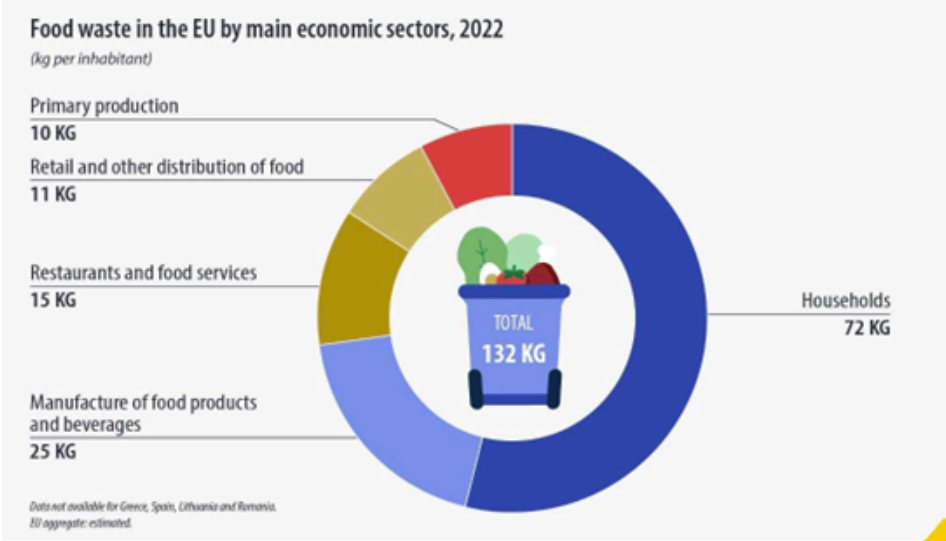 Food waste in the EU by main economic sectors, 2022
(kg per inhabitant)
Primary production
10 KG
Retail and other distribution of food
11 KG
Restaurants and food services
15 KG
Manufacture of food products
and beverages
25 KG
Households
72 KG
TOTAL
132 KG
Data not available for Greece, Spain, Lithuania and Romania.
EU aggregate: estimated.